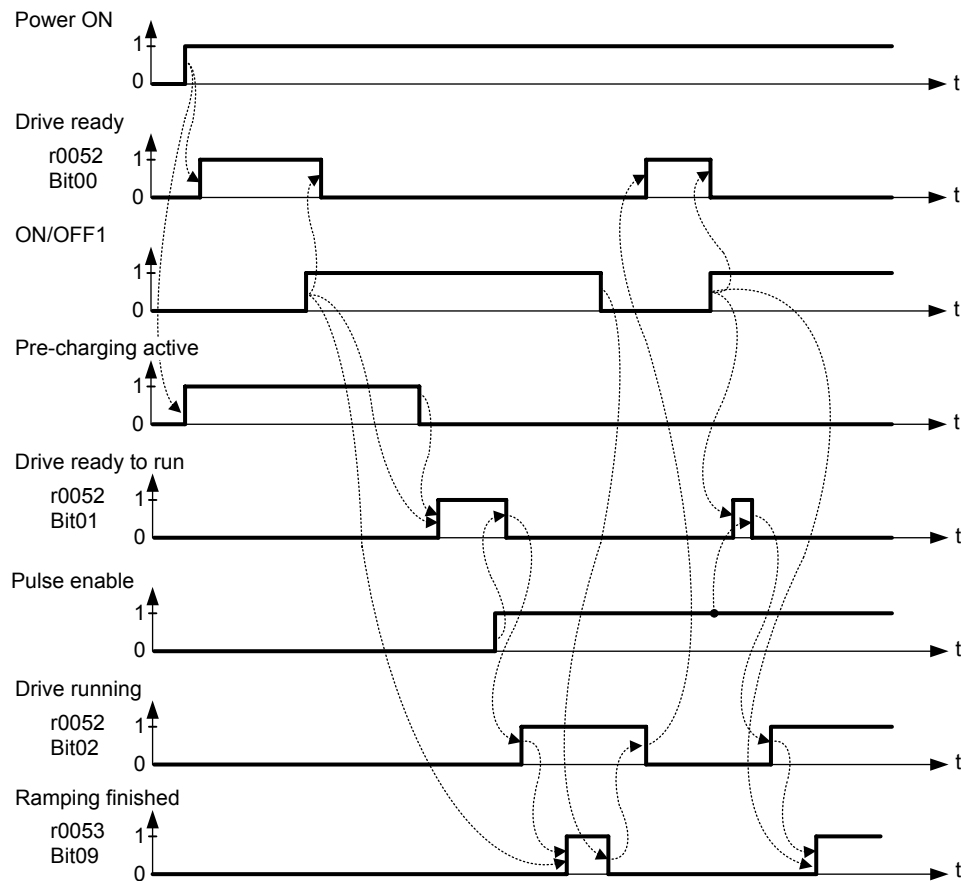 Power ON
1
0
t
Drive ready
r0052
Bit00
1
0
t
ON/OFF1
1
0
t
Pre-charging active
1
0
t
Drive ready to run
r0052
Bit01
1
0
t
Pulse enable
1
0
t
Drive running
r0052
Bit02
1
0
t
Ramping finished
r0053
Bit09
1
0
t